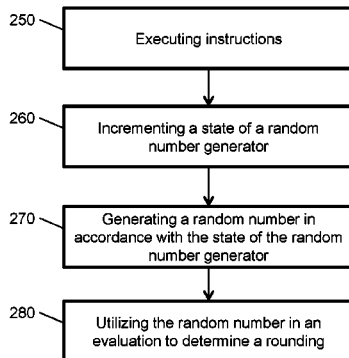 250
Executing instructions
260
Incrementing a state of a random
number generator
270
Generating a random number in
accordance with the state of the random
number generator
280
Utilizing the random number in an
evaluation to determine a rounding